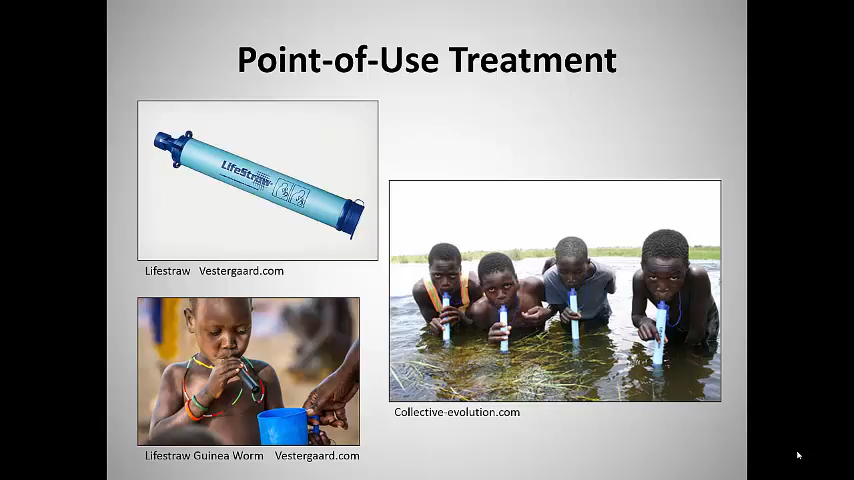 Point-of-Use Treatment
LifeStraw
Lifestraw Vestergaard.com
Collective-evolution.com
Lifestraw Guinea Worm Vestergaard.com